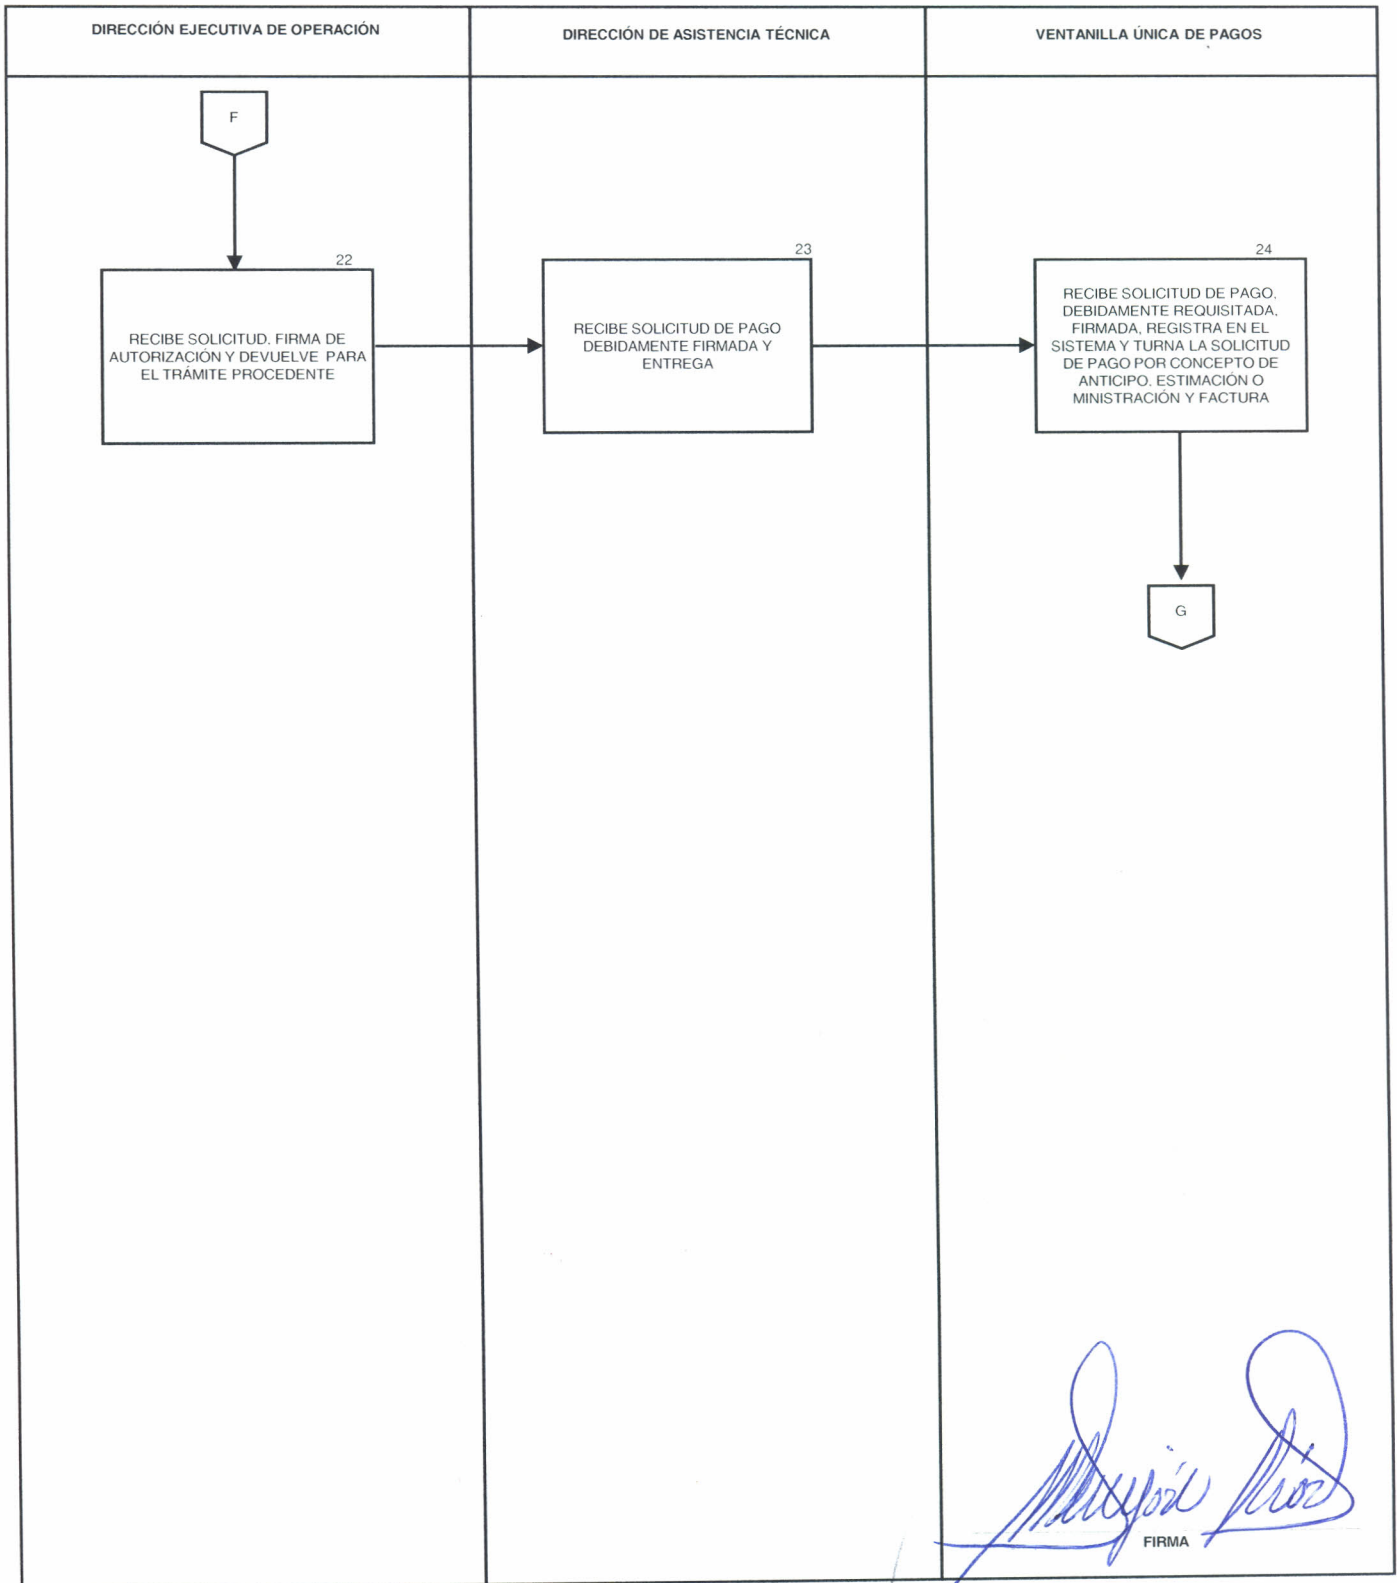 DIRECCIÓN EJECUTIVA DE OPERACIÓN
DIRECCIÓN DE ASISTENCIA TÉCNICA
VENTANILLA ÚNICA DE PAGOS
F
22
RECIBE SOLICITUD. FIRMA DE
AUTORIZACIÓN Y DEVUELVE PARA
EL TRÁMITE PROCEDENTE
23
RECIBE SOLICITUD DE PAGO
DEBIDAMENTE FIRMADA Y
ENTREGA
24
RECIBE SOLICITUD DE PAGO,
DEBIDAMENTE REQUISITADA,
FIRMADA, REGISTRA EN EL
SISTEMA Y TURNA LA SOLICITUD
DE PAGO POR CONCEPTO DE
ANTICIPO. ESTIMACIÓN O
MINISTRACIÓN Y FACTURA
G
FIRMA